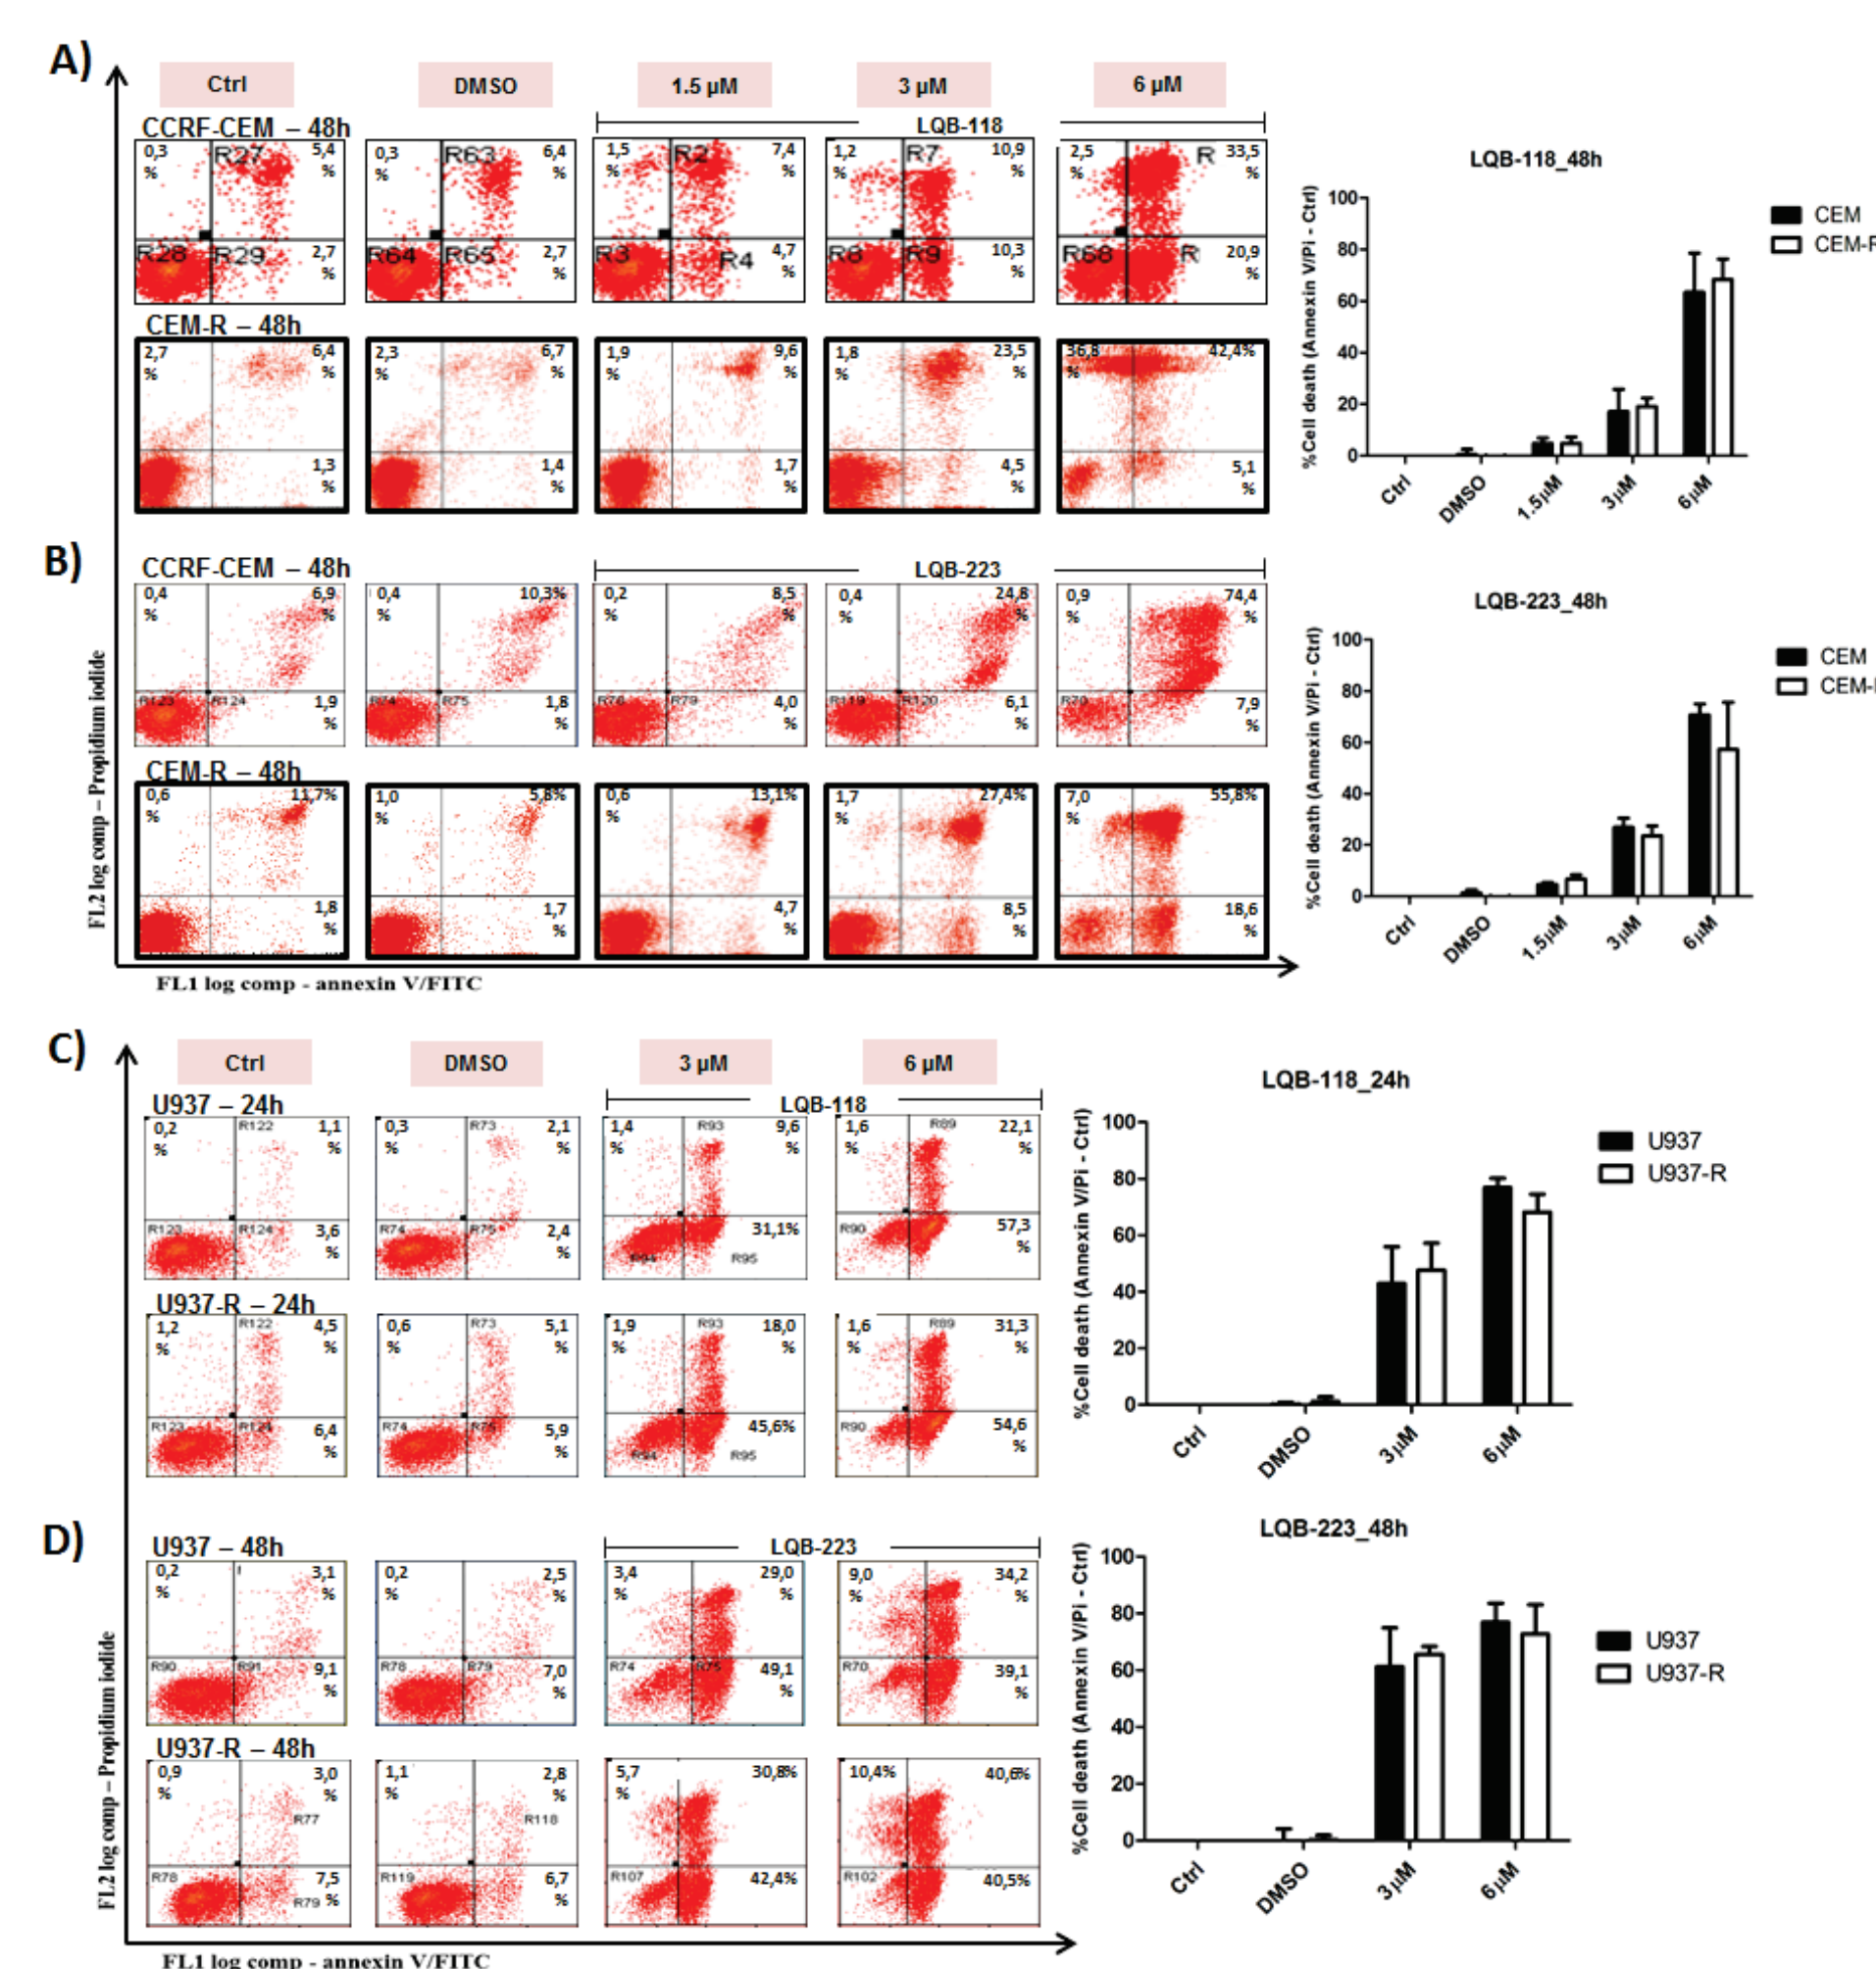 A)
Ctrl DMSO 1.5 µM 3 µM 6 µM
CCRF-CEM – 48h
LQB-118
0,3 % R27 5,4 % R28 R29 2,7 %
0,3 % R63 6,4 % R64 R65 2,7 %
1,5 % R2 7,4 % R3 R4 4,7 %
1,2 % R7 10,9 % R8 R9 10,3 %
2,5 % R 33,5 % R68 R 20,9 %
CEM-R – 48h
2,7 % 6,4 % 1,3 %
2,3 % 6,7 % 1,4 %
1,9 % 9,6 % 1,7 %
1,8 % 23,5 % 4,5 %
36,8 % 42,4% 5,1 %
LQB-118_48h
%Cell death (Annexin V/Pi - Ctrl)
100
80
60
40
20
0
Ctrl DMSO 1.5µM 3µM 6µM
CEM
CEM-R
B)
CCRF-CEM – 48h
LQB-223
0,4 % 6,9 % R123 R124 1,9 %
0,4 % 10,3% R74 R75 1,8 %
0,2 % 8,5 % R78 R79 4,0 %
0,4 % 24,8 % R119 R120 6,1 %
0,9 % 74,4 % R70 7,9 %
CEM-R – 48h
0,6 % 11,7% 1,8 %
1,0 % 5,8% 1,7 %
0,6 % 13,1% 4,7 %
1,7 % 27,4% 8,5 %
7,0 % 55,8% 18,6 %
FL2 log comp – Propidium iodide
FL1 log comp - annexin V/FITC
LQB-223_48h
%Cell death (Annexin V/Pi - Ctrl)
100
80
60
40
20
0
Ctrl DMSO 1.5µM 3µM 6µM
CEM
CEM-
C)
Ctrl DMSO 3 µM 6 µM
U937 – 24h
LQB-118
0,2 % R122 1,1 % R123 R124 3,6 %
0,3 % R73 2,1 % R74 R75 2,4 %
1,4 % R93 9,6 % R94 R95 31,1%
1,6 % R89 22,1 % R90 57,3 %
U937-R – 24h
1,2 % R122 4,5 % R123 R124 6,4 %
0,6 % R73 5,1 % R74 R75 5,9 %
1,9 % R93 18,0 % R94 R95 45,6%
1,6 % R89 31,3 % R90 54,6 %
LQB-118_24h
%Cell death (Annexin V/Pi - Ctrl)
100
80
60
40
20
0
Ctrl DMSO 3µM 6µM
U937
U937-R
D)
U937 – 48h
LQB-223
0,2 % 3,1 % R90 R91 9,1 %
0,2 % 2,5 % R78 R79 7,0 %
3,4 % 29,0 % R74 R75 49,1 %
9,0 % 34,2 % R70 39,1 %
U937-R – 48h
0,9 % 3,0 % R77 R78 R79 7,5 %
1,1 % 2,8 % R118 R119 6,7 %
5,7 % 30,8% R107 42,4%
10,4% 40,6% R102 40,5%
FL2 log comp – Propidium iodide
FL1 log comp - annexin V/FITC
LQB-223_48h
%Cell death (Annexin V/Pi - Ctrl)
100
80
60
40
20
0
Ctrl DMSO 3µM 6µM
U937
U937-R